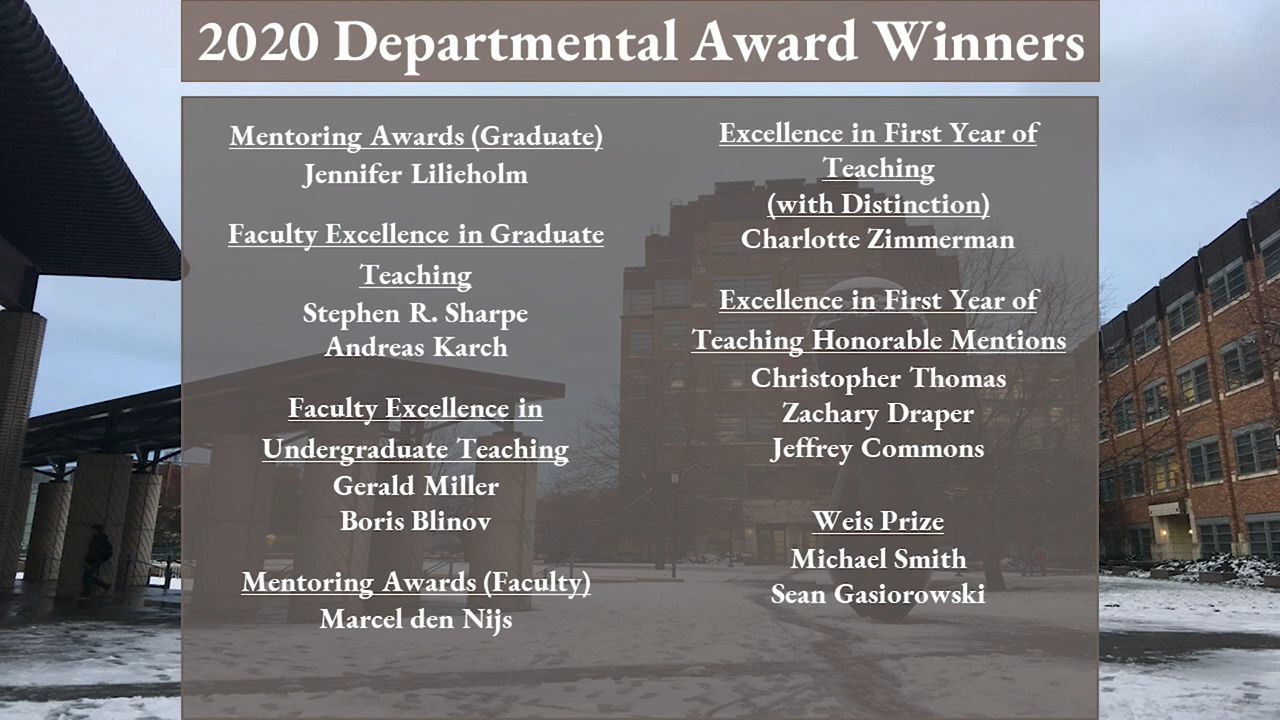 2020 Departmental Award Winners
Mentoring Awards (Graduate)
Jennifer Lilieholm
Faculty Excellence in Graduate
Teaching
Stephen R. Sharpe
Andreas Karch
Faculty Excellence in
Undergraduate Teaching
Gerald Miller
Boris Blinov
Mentoring Awards (Faculty)
Marcel den Nijs
Excellence in First Year of
Teaching
(with Distinction)
Charlotte Zimmerman
Excellence in First Year of
Teaching Honorable Mentions
Christopher Thomas
Zachary Draper
Jeffrey Commons
Weis Prize
Michael Smith
Sean Gasiorowski